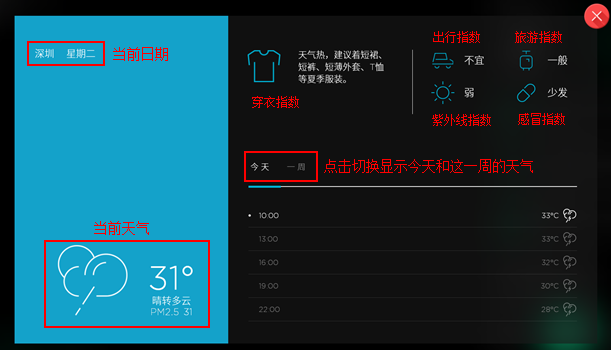 深圳 星期二 当前日期
当前天气
31°
晴转多云
PM2.5 31
天气热，建议着短裙、
短裤、短薄外套、T恤
等夏季服装。
穿衣指数
出行指数 旅游指数
不宜 一般
弱 少发
紫外线指数 感冒指数
今天 一周 点击切换显示今天和这一周的天气
10:00 33°C
13:00 33°C
16:00 32°C
19:00 30°C
22:00 28°C